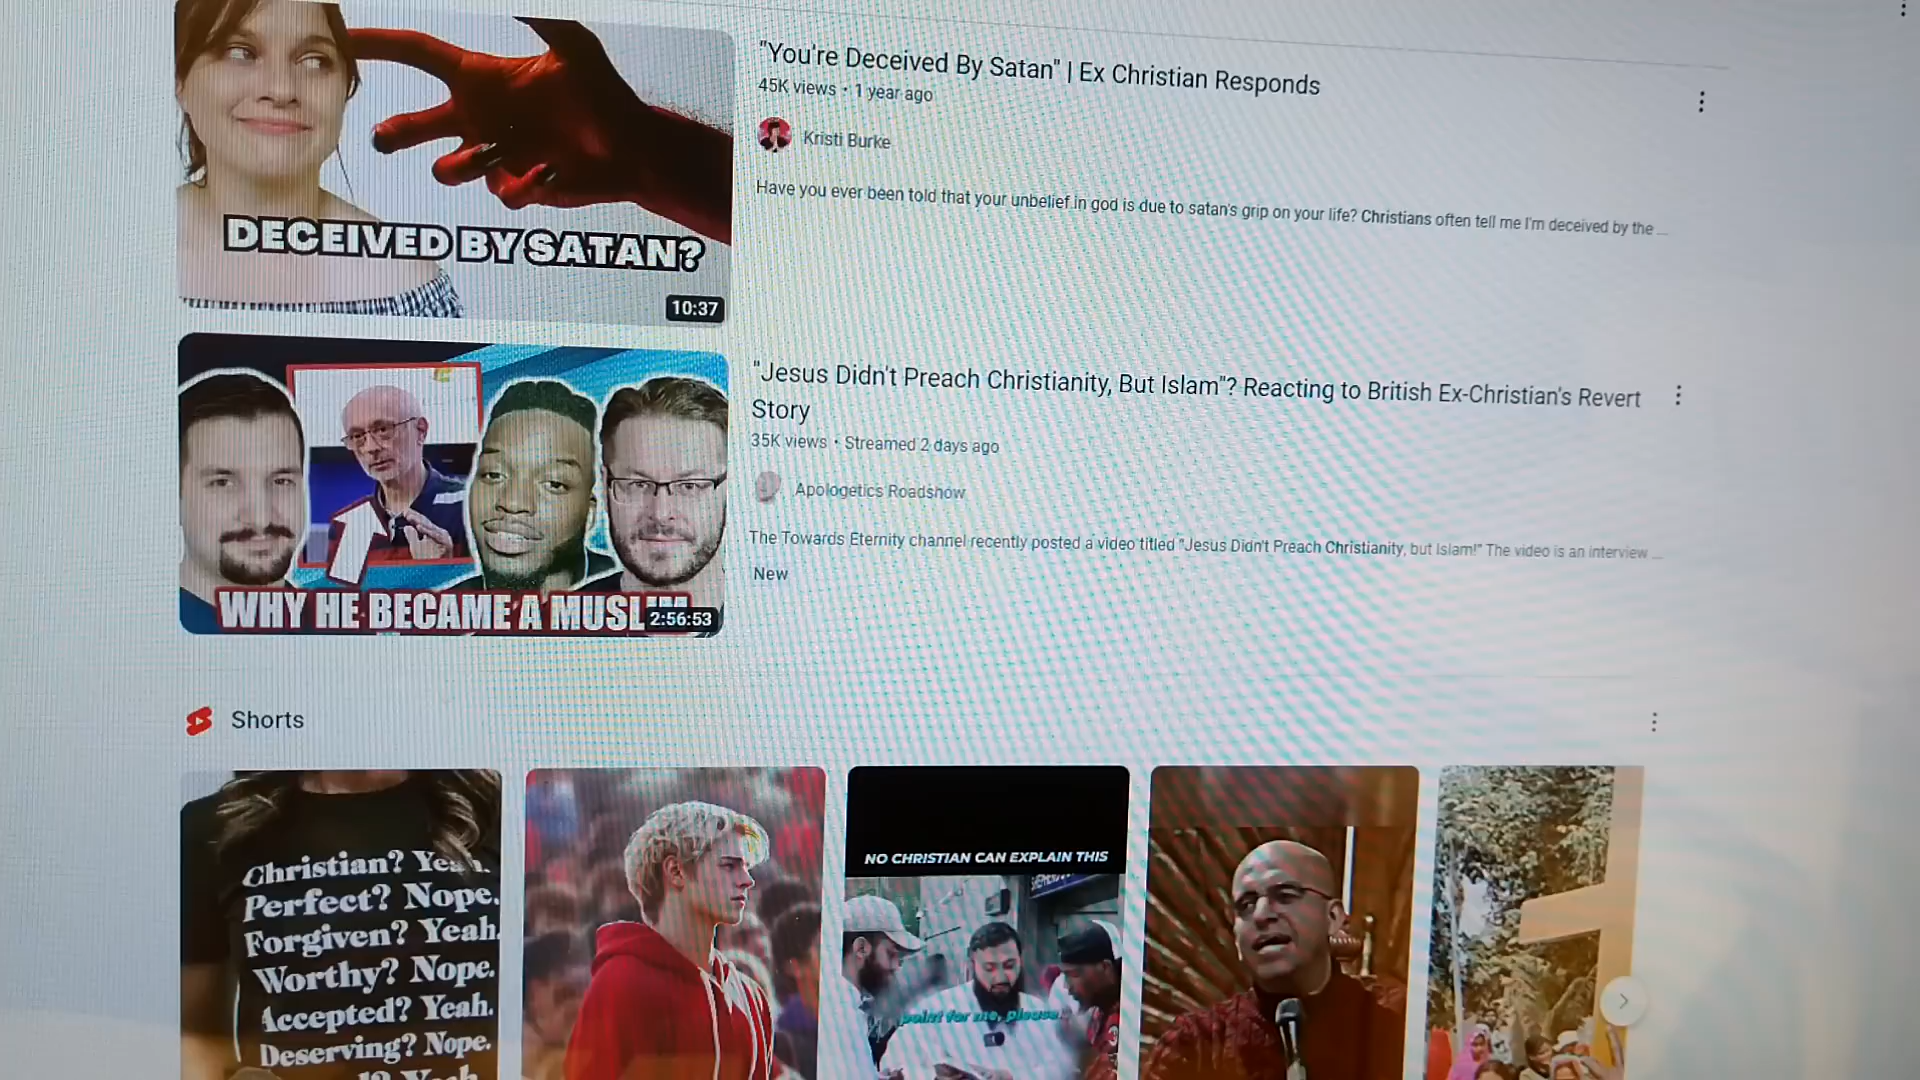 "You're Deceived By Satan" | Ex Christian Responds
45K views • 1 year ago
Kristi Burke
Have you ever been told that your unbelief in god is due to satan's grip on your life? Christians often tell me I'm deceived by the ...
DECEIVED BY SATAN?
10:37
"Jesus Didn't Preach Christianity, But Islam"? Reacting to British Ex-Christian's Revert
Story
35K views • Streamed 2 days ago
Apologetics Roadshow
The Towards Eternity channel recently posted a video titled "Jesus Didn't Preach Christianity, but Islam!" The video is an interview ...
New
WHY HE BECAME A MUSL
2:56:53
Shorts
Christian? Yeah.
Perfect? Nope.
Forgiven? Yeah.
Worthy? Nope.
Accepted? Yeah.
Deserving? Nope.
NO CHRISTIAN CAN EXPLAIN THIS
point for me, please.